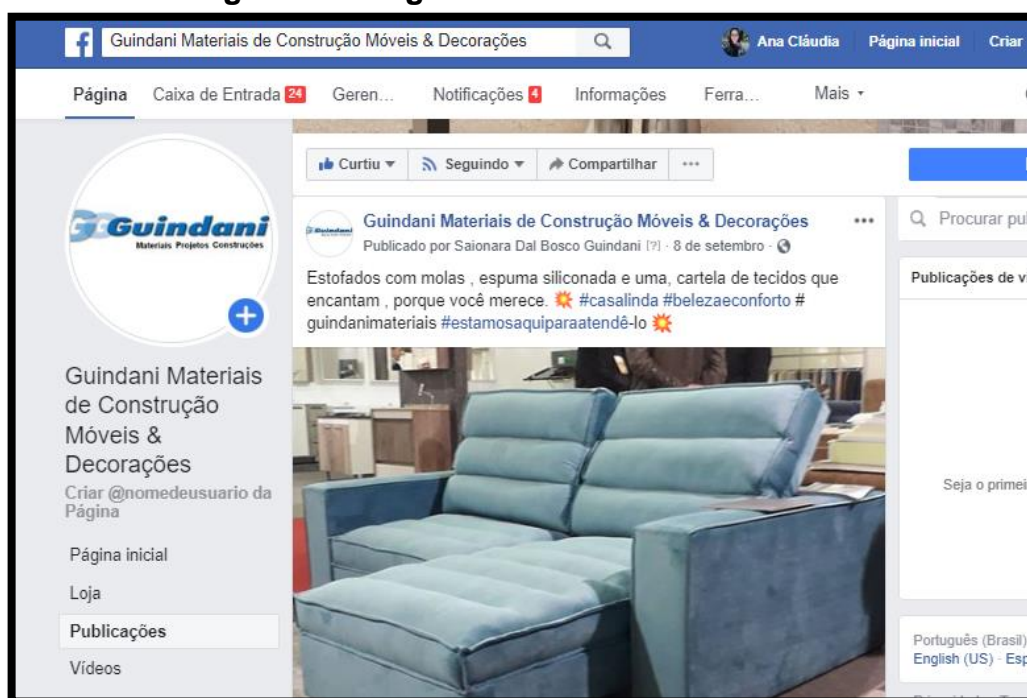 Guindani Materiais de Construção Móveis & Decorações
Ana Cláudia Página inicial Criar
Página Caixa de Entrada 24 Geren... Notificações 4 Informações Ferra... Mais
Curtiu Seguindo Compartilhar ...
Guindani
Materiais Projetos Construções
Guindani Materiais
de Construção
Móveis &
Decorações
Criar @nomedeusuario da
Página
Página inicial
Loja
Publicações
Vídeos
Guindani Materiais de Construção Móveis & Decorações
Publicado por Saionara Dal Bosco Guindani [?] · 8 de setembro ·
Estofados com molas , espuma siliconada e uma, cartela de tecidos que
encantam , porque você merece. 💥 #casalinda #belezaeconforto #
guindanimateriais #estamosaquiparaatendê-lo 💥
Procurar pu
Publicações de v
Seja o primei
Português (Brasil)
English (US) · Esp